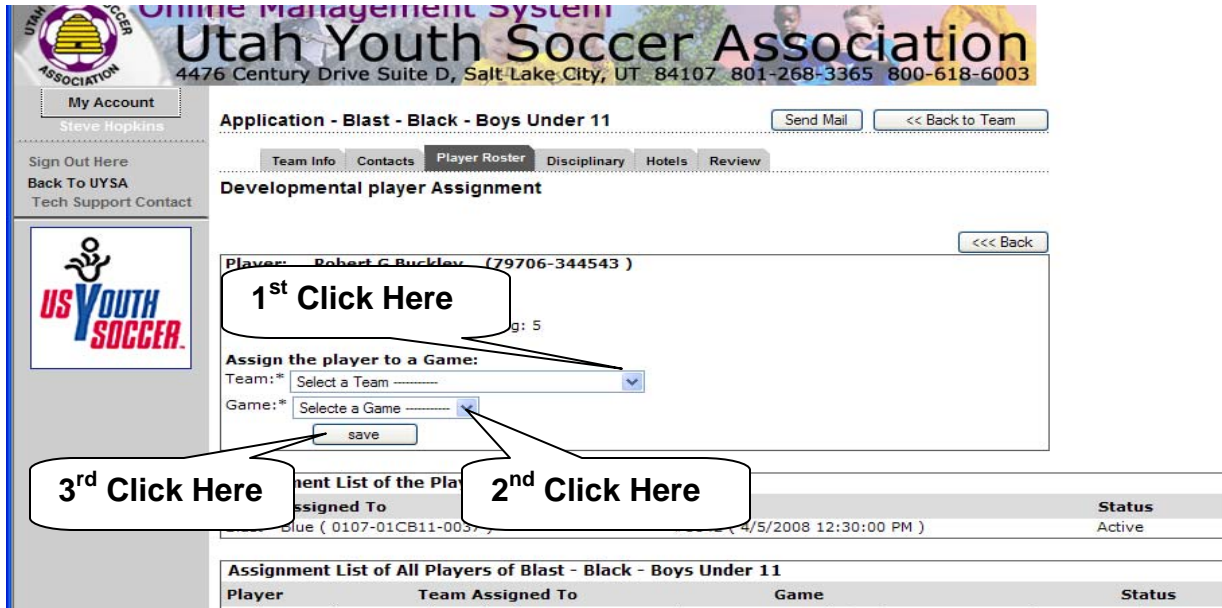 Online Management System
Utah Youth Soccer Association
4476 Century Drive Suite D, Salt Lake City, UT 84107 801-268-3365 800-618-6003
SOCCER
ASSOCIATION
My Account
Steve Hopkins
Sign Out Here
Back To UYSA
Tech Support Contact
US YOUTH
SOCCER.
Application - Blast - Black - Boys Under 11
Send Mail
<< Back to Team
Team Info Contacts Player Roster Disciplinary Hotels Review
Developmental player Assignment
<<< Back
Player: Robert G Buckley (79706-344543 )
1st Click Here
: 5
Assign the player to a Game:
Team:* Select a Team -----------
Game:* Selecte a Game -----------
save
3rd Click Here
2nd Click Here
List of the
To
Status
Blue ( 0107-01CB11-0037 ) ( 4/5/2008 12:30:00 PM ) Active
Assignment List of All Players of Blast - Black - Boys Under 11
Player Team Assigned To Game Status